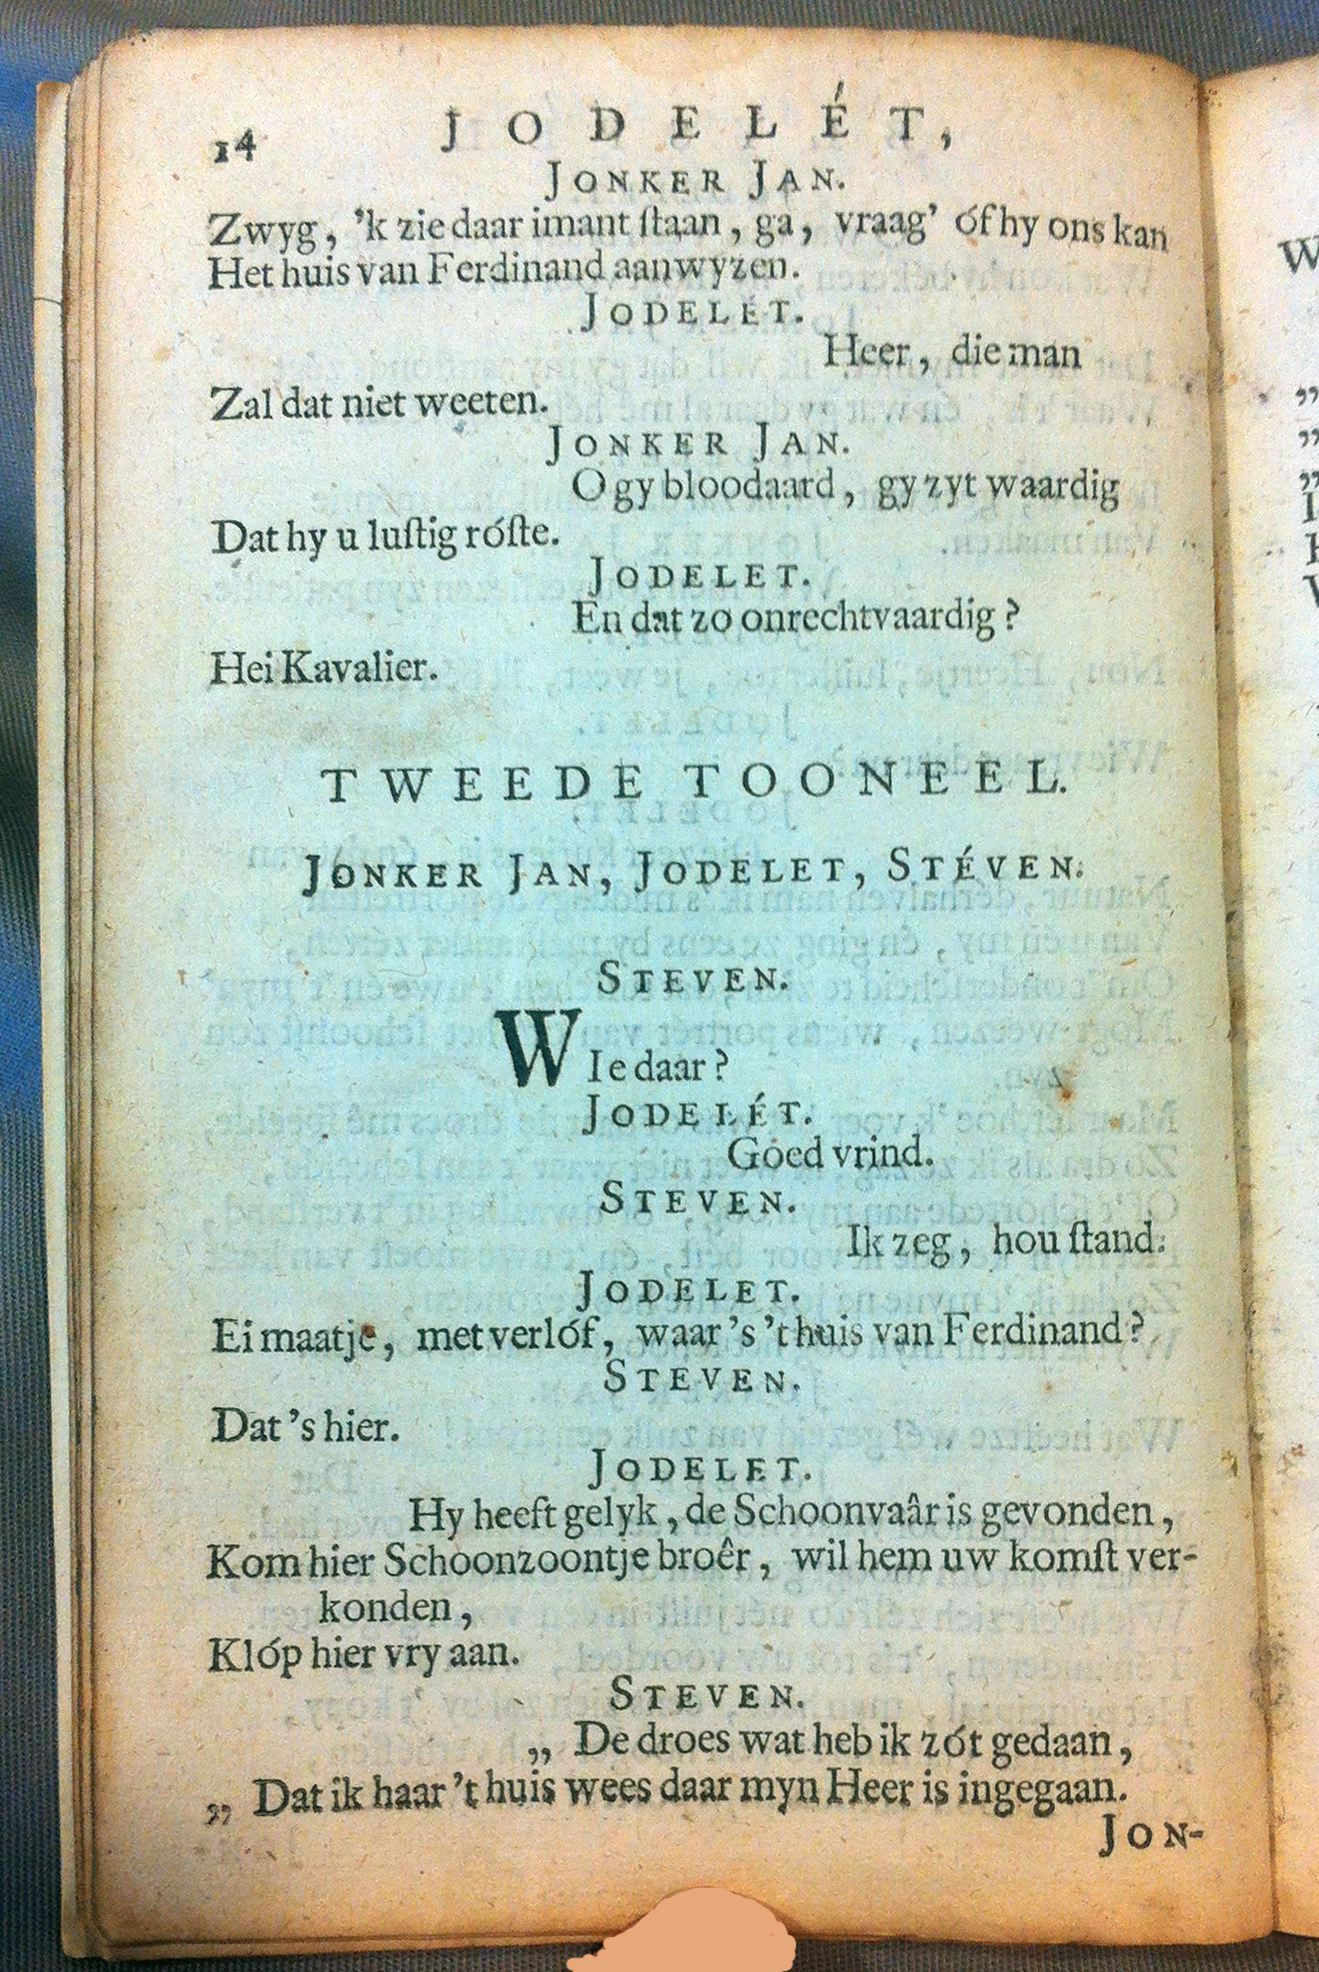 14 JODELÉT,
JONKER JAN.
Zwyg, 'k zie daar imant ſtaan, ga, vraag' óf hy ons kan
Het huis van Ferdinand aanwyzen.
JODELÉT.
Heer, die man
Zal dat niet weeten.
JONKER JAN.
O gy bloodaard, gy zyt waardig
Dat hy u luſtig róſte.
JODELET.
En dat zo onrechtvaardig?
Hei Kavalier.
TWEEDE TOONEEL.
JONKER JAN, JODELET, STÉVEN.
STEVEN.
WIe daar?
JODELÉT.
Goed vrind.
STEVEN.
Ik zeg, hou ſtand.
JODELET.
Ei maatje, met verlóf, waar 's 't huis van Ferdinand?
STEVEN.
Dat 's hier.
JODELET.
Hy heeft gelyk, de Schoonvaâr is gevonden,
Kom hier Schoonzoontje broêr, wil hem uw komſt ver-
konden,
Klóp hier vry aan.
STEVEN.
„ De droes wat heb ik zót gedaan,
„ Dat ik haar 't huis wees daar myn Heer is ingegaan.
JON-